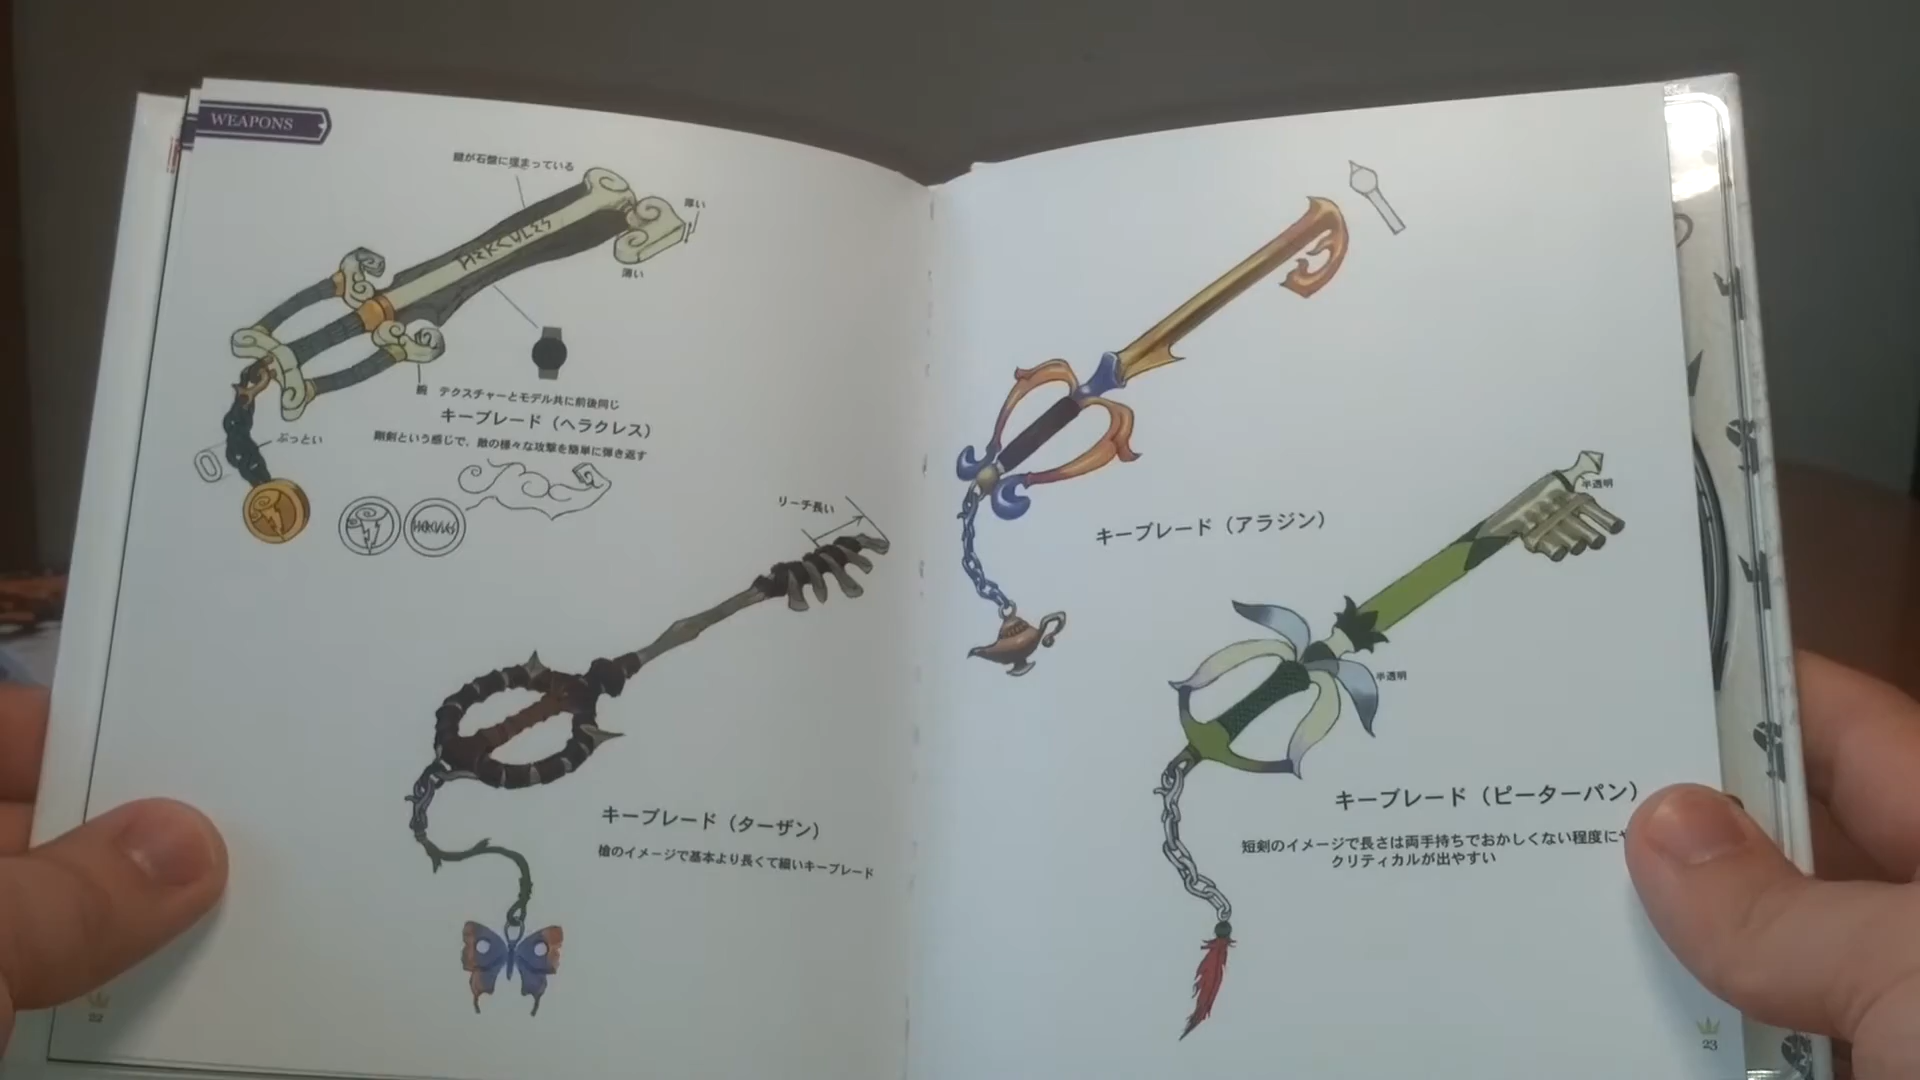 WEAPONS
鍵が石盤に埋まっている
厚い
薄い
HERCULES
腕 テクスチャーとモデル共に前後同じ
キーブレード（ヘラクレス）
剛剣という感じで、敵の様々な攻撃を簡単に弾き返す
ぶっとい
リーチ長い
キーブレード（ターザン）
槍のイメージで基本より長くて細いキーブレード
22
キーブレード（アラジン）
半透明
半透明
キーブレード（ピーターパン）
短剣のイメージで長さは両手持ちでおかしくない程度に
クリティカルが出やすい
23